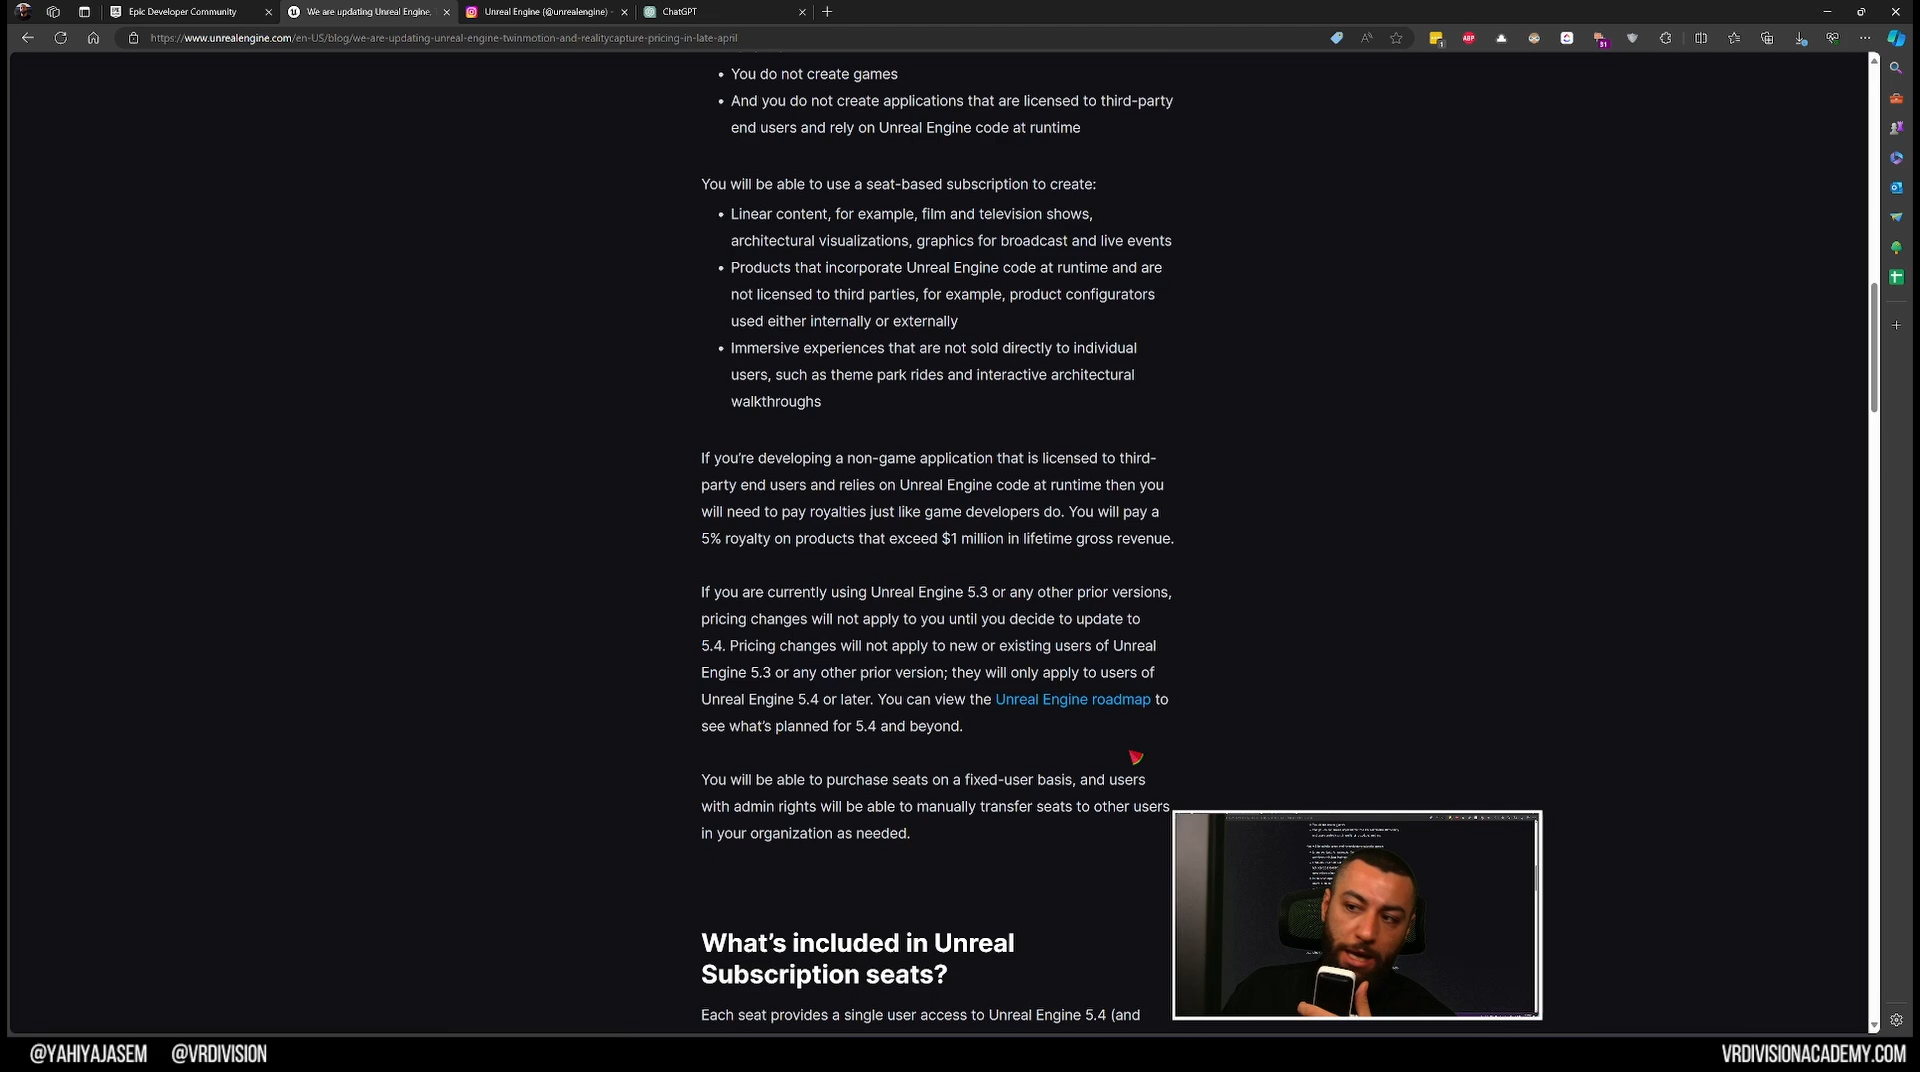 Epic Developer Community
We are updating Unreal Engine,
Unreal Engine (@unrealengine) -
ChatGPT
https://www.unrealengine.com/en-US/blog/we-are-updating-unreal-engine-twinmotion-and-realitycapture-pricing-in-late-april
• You do not create games
• And you do not create applications that are licensed to third-party
end users and rely on Unreal Engine code at runtime
You will be able to use a seat-based subscription to create:
• Linear content, for example, film and television shows,
architectural visualizations, graphics for broadcast and live events
• Products that incorporate Unreal Engine code at runtime and are
not licensed to third parties, for example, product configurators
used either internally or externally
• Immersive experiences that are not sold directly to individual
users, such as theme park rides and interactive architectural
walkthroughs
If you’re developing a non-game application that is licensed to third-
party end users and relies on Unreal Engine code at runtime then you
will need to pay royalties just like game developers do. You will pay a
5% royalty on products that exceed $1 million in lifetime gross revenue.
If you are currently using Unreal Engine 5.3 or any other prior versions,
pricing changes will not apply to you until you decide to update to
5.4. Pricing changes will not apply to new or existing users of Unreal
Engine 5.3 or any other prior version; they will only apply to users of
Unreal Engine 5.4 or later. You can view the Unreal Engine roadmap to
see what’s planned for 5.4 and beyond.
You will be able to purchase seats on a fixed-user basis, and users
with admin rights will be able to manually transfer seats to other users
in your organization as needed.
What’s included in Unreal
Subscription seats?
Each seat provides a single user access to Unreal Engine 5.4 (and
@YAHIYAJASEM @VRDIVISION
VRDIVISIONACADEMY.COM